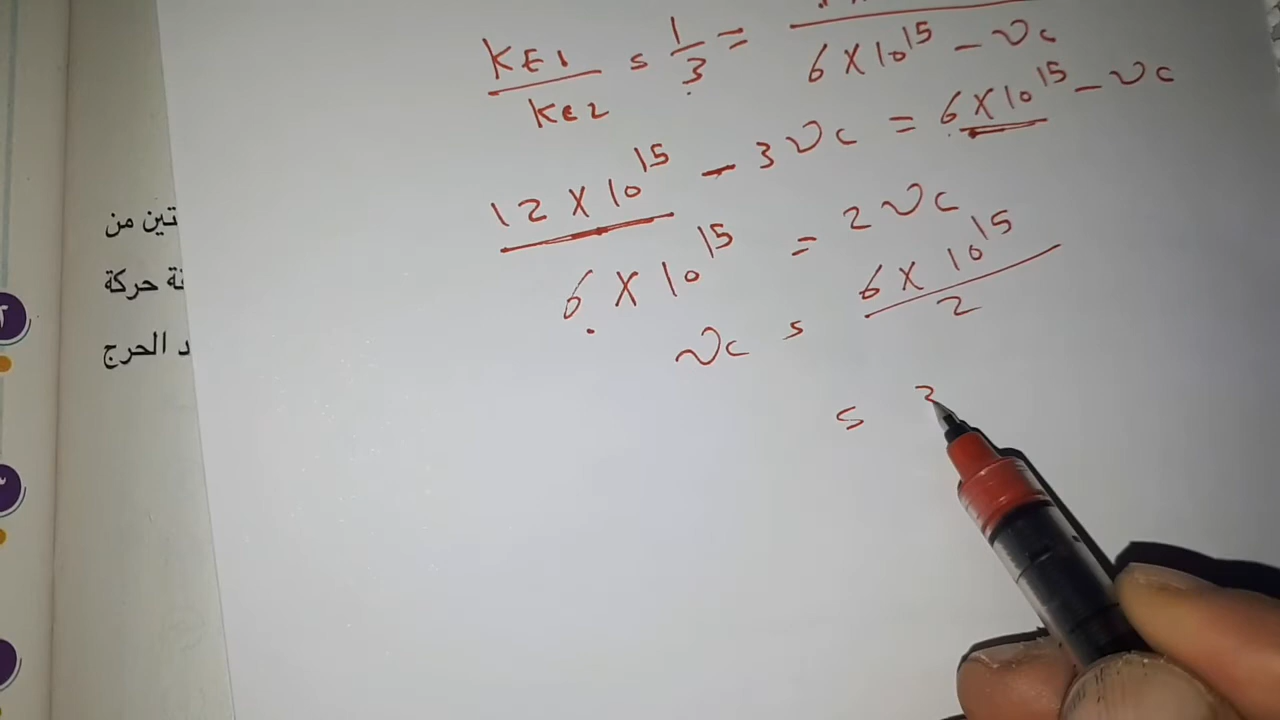 KE1/KE2 = 1/3 = /6×10^15 - νc
12×10^15 - 3νc = 6×10^15 - νc
6×10^15 = 2νc
νc = 6×10^15/2
= 3
تين من
حركة
الحرج